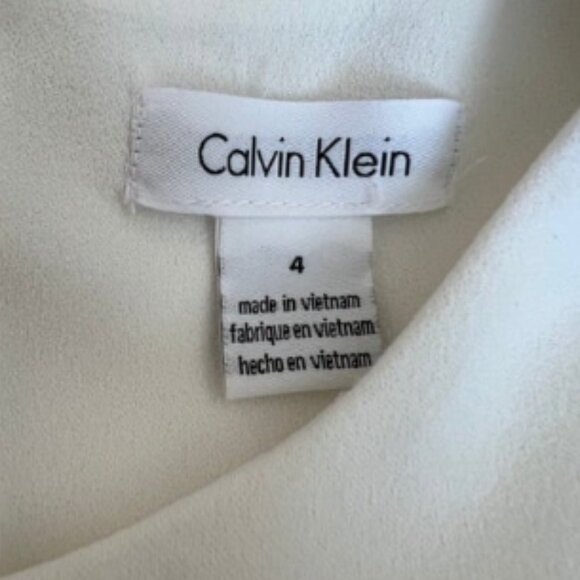 Calvin Klein
4
made in vietnam
fabrique en vietnam
hecho en vietnam